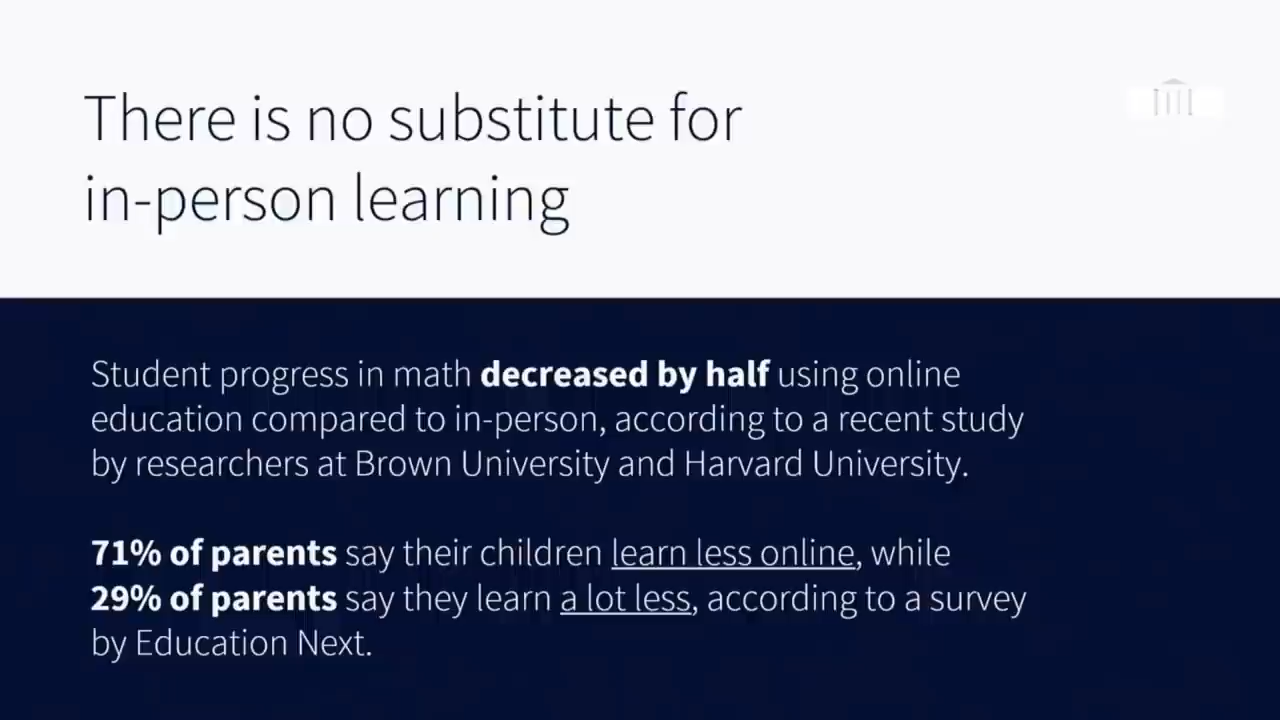 There is no substitute for
in-person learning
Student progress in math decreased by half using online
education compared to in-person, according to a recent study
by researchers at Brown University and Harvard University.
71% of parents say their children learn less online, while
29% of parents say they learn a lot less, according to a survey
by Education Next.